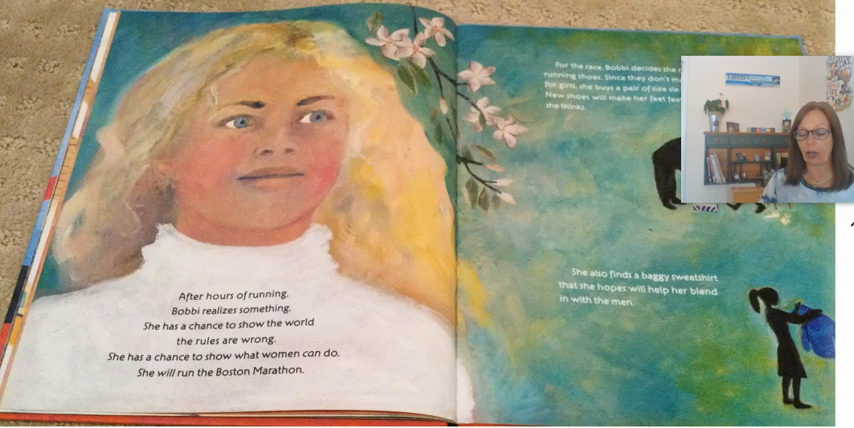 After hours of running,
Bobbi realizes something.
She has a chance to show the world
the rules are wrong.
She has a chance to show what women can do.
She will run the Boston Marathon.
For the race, Bobbi decides she
running shoes. Since they don't
for girls, she buys a pair of size
New shoes will make her feet
she thinks.
She also finds a baggy sweatshirt
that she hopes will help her blend
in with the men.